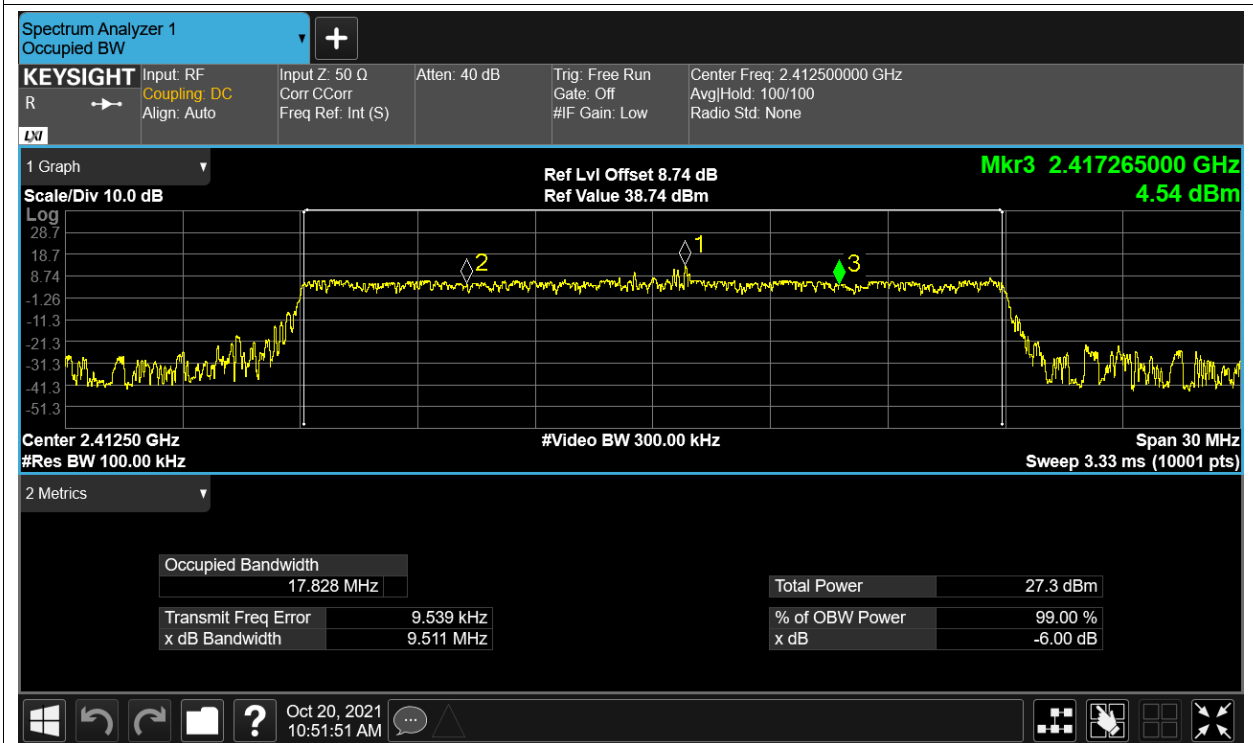 Spectrum Analyzer 1
Occupied BW
KEYSIGHT
R
LXI
Input: RF
Coupling: DC
Align: Auto
Input Z: 50 Ω
Corr CCorr
Freq Ref: Int (S)
Atten: 40 dB
Trig: Free Run
Gate: Off
#IF Gain: Low
Center Freq: 2.412500000 GHz
Avg|Hold: 100/100
Radio Std: None
1 Graph
Scale/Div 10.0 dB
Ref Lvl Offset 8.74 dB
Ref Value 38.74 dBm
Mkr3 2.417265000 GHz
4.54 dBm
Log
28.7
18.7
8.74
-1.26
-11.3
-21.3
-31.3
-41.3
-51.3
2
1
3
Center 2.41250 GHz
#Res BW 100.00 kHz
#Video BW 300.00 kHz
Span 30 MHz
Sweep 3.33 ms (10001 pts)
2 Metrics
Occupied Bandwidth
17.828 MHz
Transmit Freq Error 9.539 kHz
x dB Bandwidth 9.511 MHz
Total Power 27.3 dBm
% of OBW Power 99.00 %
x dB -6.00 dB
?
Oct 20, 2021
10:51:51 AM